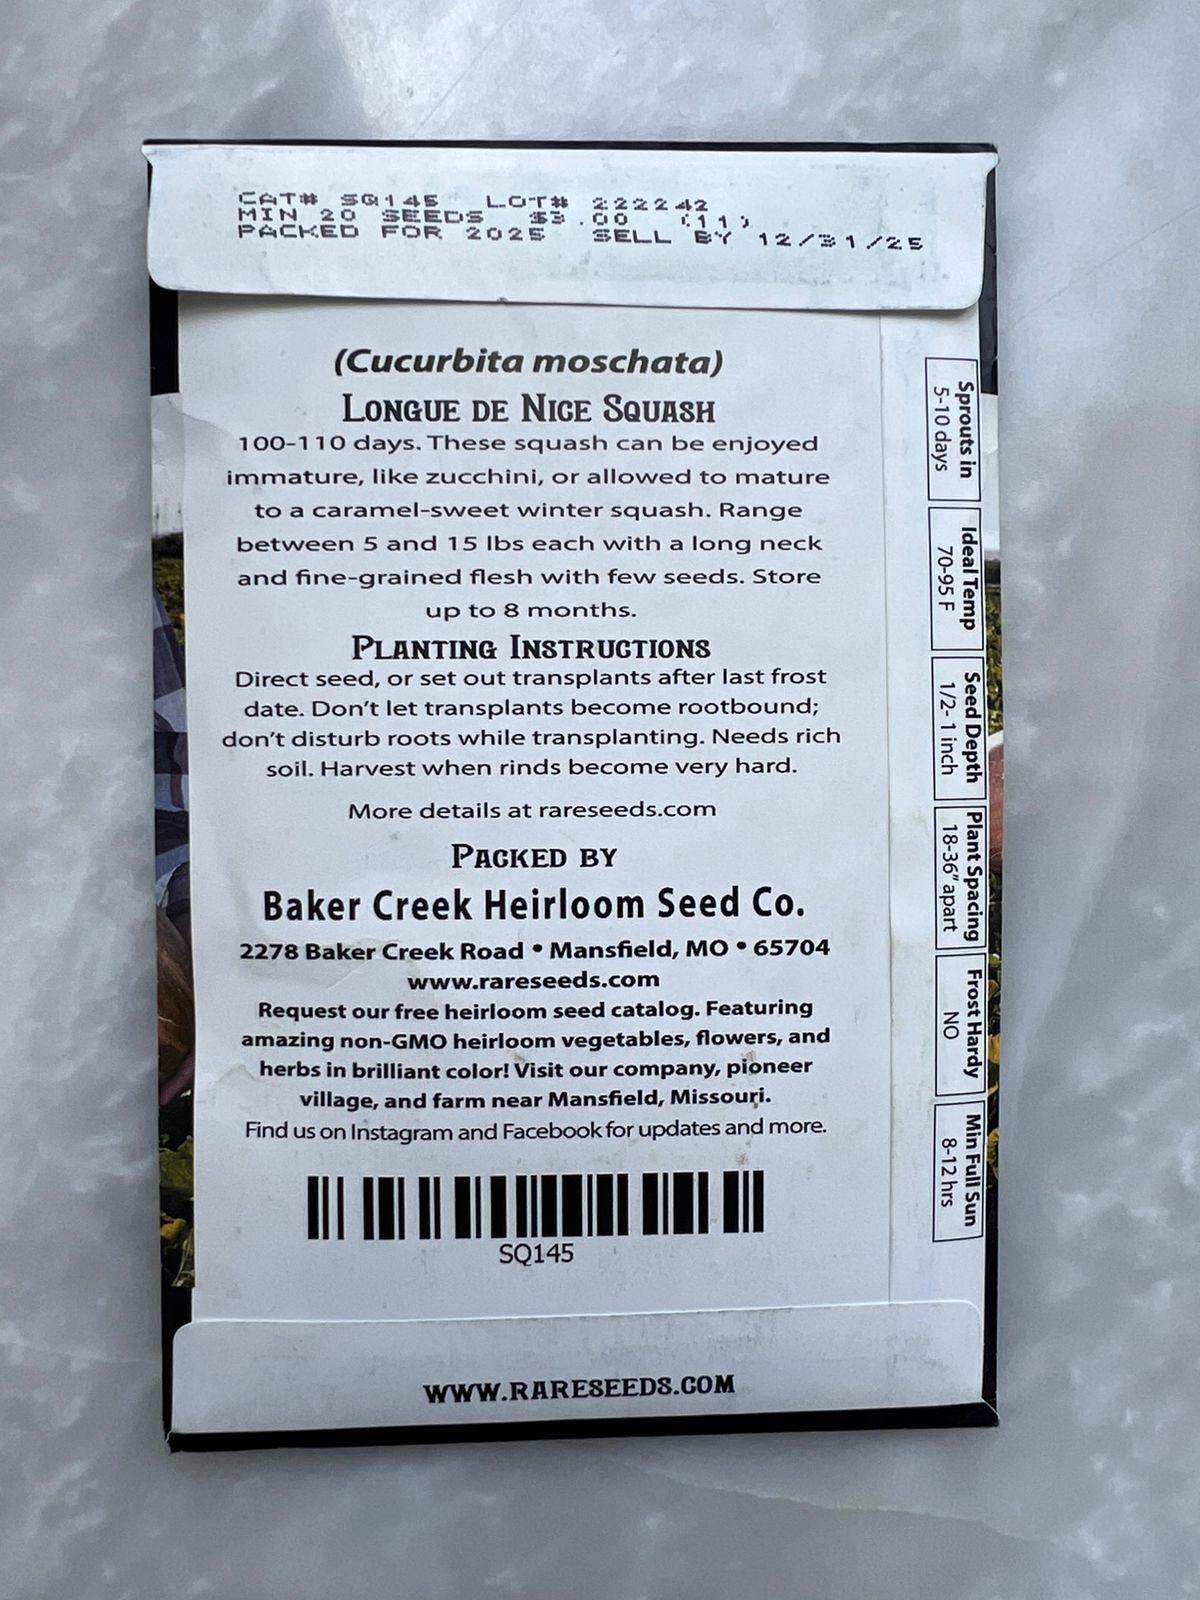 CAT# SQ145 LOT# 222242
MIN 20 SEEDS $3.00 (11)
PACKED FOR 2025 SELL BY 12/31/25
(Cucurbita moschata)
LONGUE DE NICE SQUASH
100-110 days. These squash can be enjoyed
immature, like zucchini, or allowed to mature
to a caramel-sweet winter squash. Range
between 5 and 15 lbs each with a long neck
and fine-grained flesh with few seeds. Store
up to 8 months.
PLANTING INSTRUCTIONS
Direct seed, or set out transplants after last frost
date. Don't let transplants become rootbound;
don't disturb roots while transplanting. Needs rich
soil. Harvest when rinds become very hard.
More details at rareseeds.com
PACKED BY
Baker Creek Heirloom Seed Co.
2278 Baker Creek Road • Mansfield, MO • 65704
www.rareseeds.com
Request our free heirloom seed catalog. Featuring
amazing non-GMO heirloom vegetables, flowers, and
herbs in brilliant color! Visit our company, pioneer
village, and farm near Mansfield, Missouri.
Find us on Instagram and Facebook for updates and more.
SQ145
WWW.RARESEEDS.COM
Sprouts in
5-10 days
Ideal Temp
70-95 F
Seed Depth
1/2- 1 inch
Plant Spacing
18-36" apart
Frost Hardy
NO
Min Full Sun
8-12 hrs